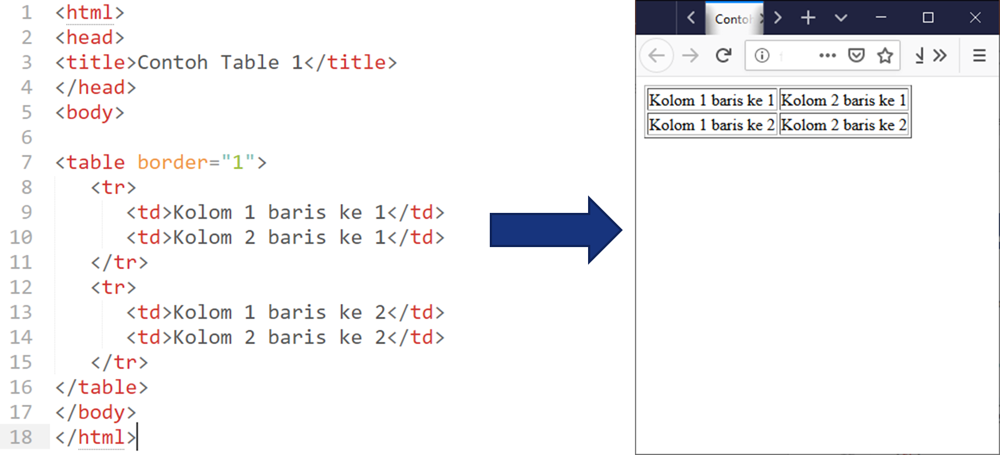 1 <html>
2 <head>
3 <title>Contoh Table 1</title>
4 </head>
5 <body>
6
7 <table border="1">
8 <tr>
9 <td>Kolom 1 baris ke 1</td>
10 <td>Kolom 2 baris ke 1</td>
11 </tr>
12 <tr>
13 <td>Kolom 1 baris ke 2</td>
14 <td>Kolom 2 baris ke 2</td>
15 </tr>
16 </table>
17 </body>
18 </html>
Contoh
Kolom 1 baris ke 1 Kolom 2 baris ke 1
Kolom 1 baris ke 2 Kolom 2 baris ke 2